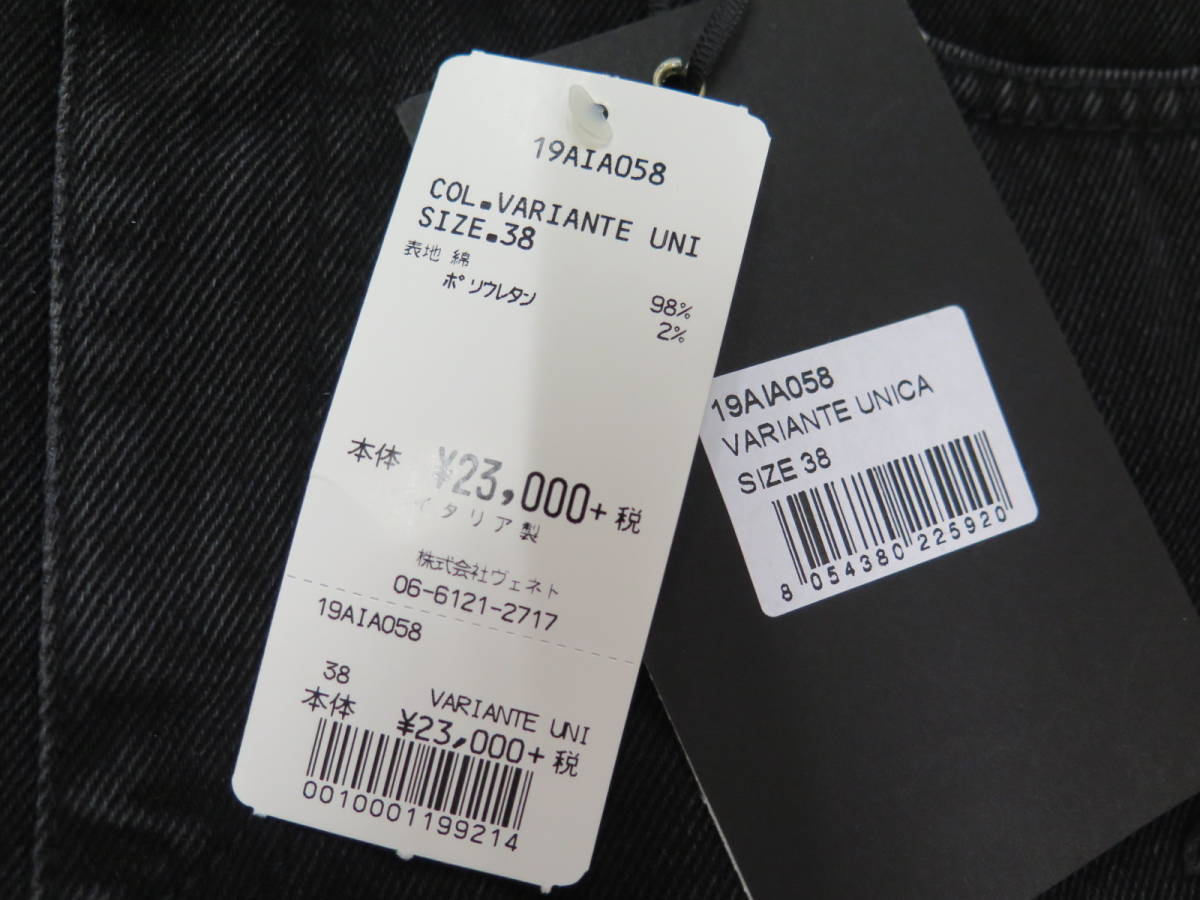 19AIA058
COL.VARIANTE UNI
SIZE.38
表地 綿 98%
ポリウレタン 2%
本体 ¥23,000+ 税
イタリア製
株式会社ヴェネト
06-6121-2717
19AIA058
38 VARIANTE UNI
本体 ¥23,000+ 税
0010001199214
19AIA058
VARIANTE UNICA
SIZE 38
8 054380 225920